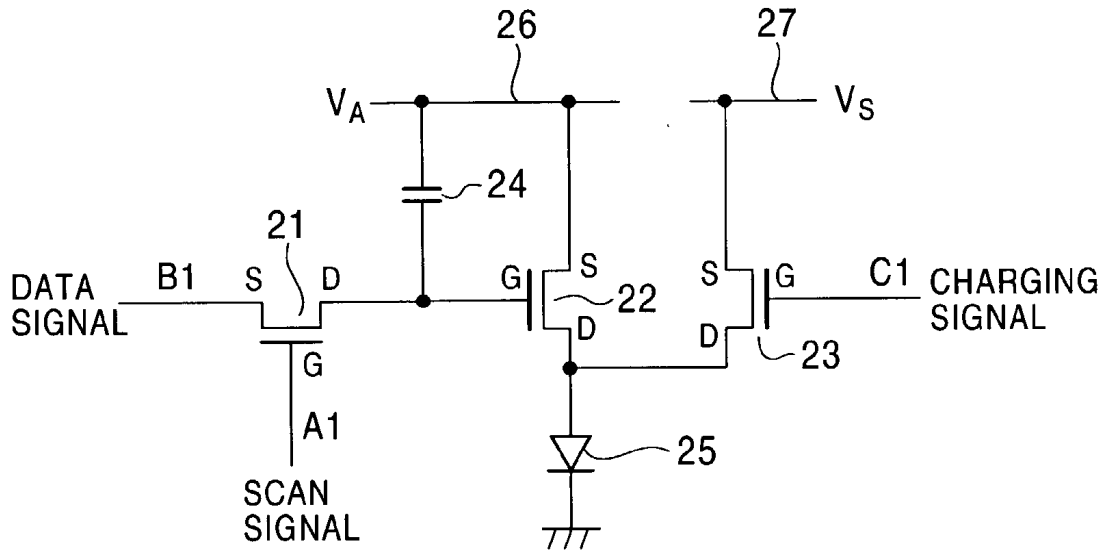 26
27
VA
VS
24
21
B1
S
D
DATA
SIGNAL
G
S
22
D
S
G
C1
CHARGING
SIGNAL
D
23
G
A1
25
SCAN
SIGNAL